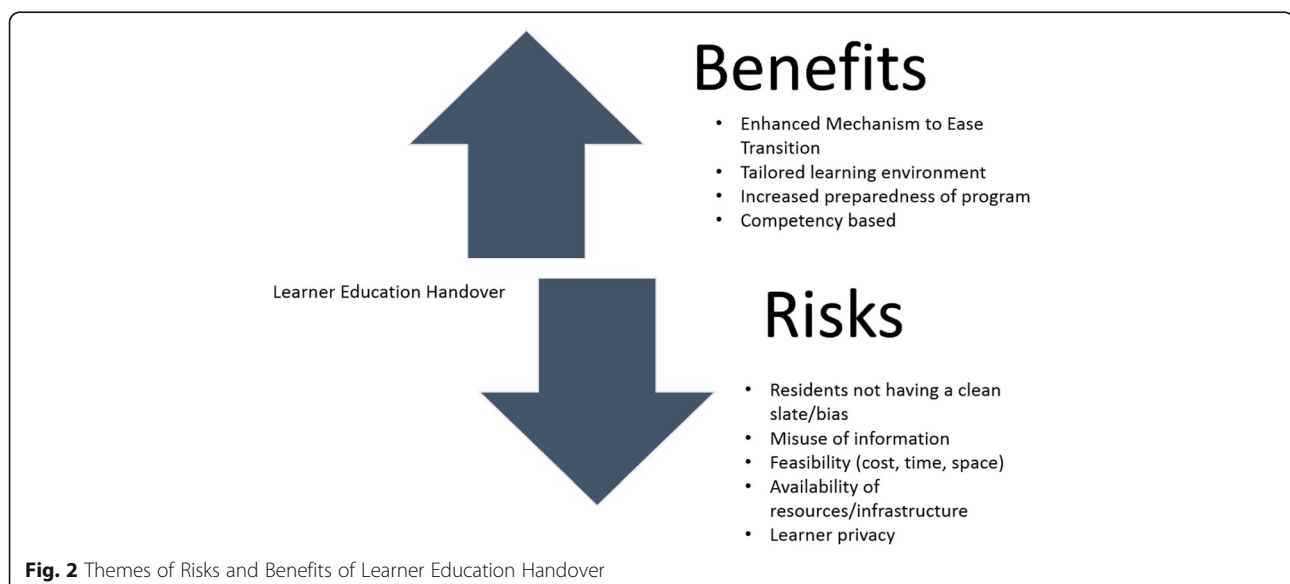 Benefits
• Enhanced Mechanism to Ease
Transition
• Tailored learning environment
• Increased preparedness of program
• Competency based
Learner Education Handover
Risks
• Residents not having a clean
slate/bias
• Misuse of information
• Feasibility (cost, time, space)
• Availability of
resources/infrastructure
• Learner privacy
Fig. 2 Themes of Risks and Benefits of Learner Education Handover